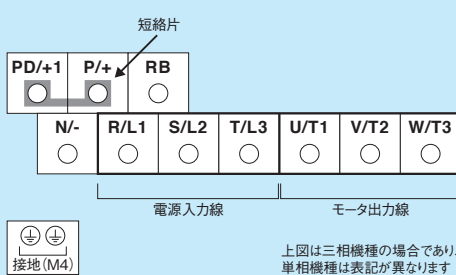 短絡片
PD/+1 P/+ RB
N/- R/L1 S/L2 T/L3 U/T1 V/T2 W/T3
電源入力線 モータ出力線
接地(M4)
上図は三相機種の場合であり、
単相機種は表記が異なります